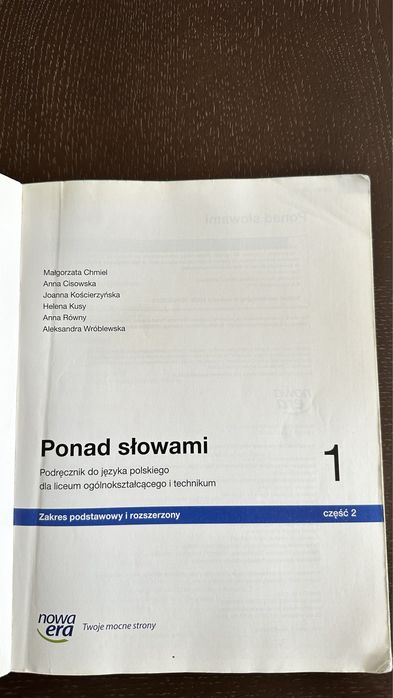 Małgorzata Chmiel
Anna Cisowska
Joanna Kościerzyńska
Helena Kusy
Anna Równy
Aleksandra Wróblewska
Ponad słowami 1
Podręcznik do języka polskiego
dla liceum ogólnokształcącego i technikum
Zakres podstawowy i rozszerzony część 2
nowa
era Twoje mocne strony